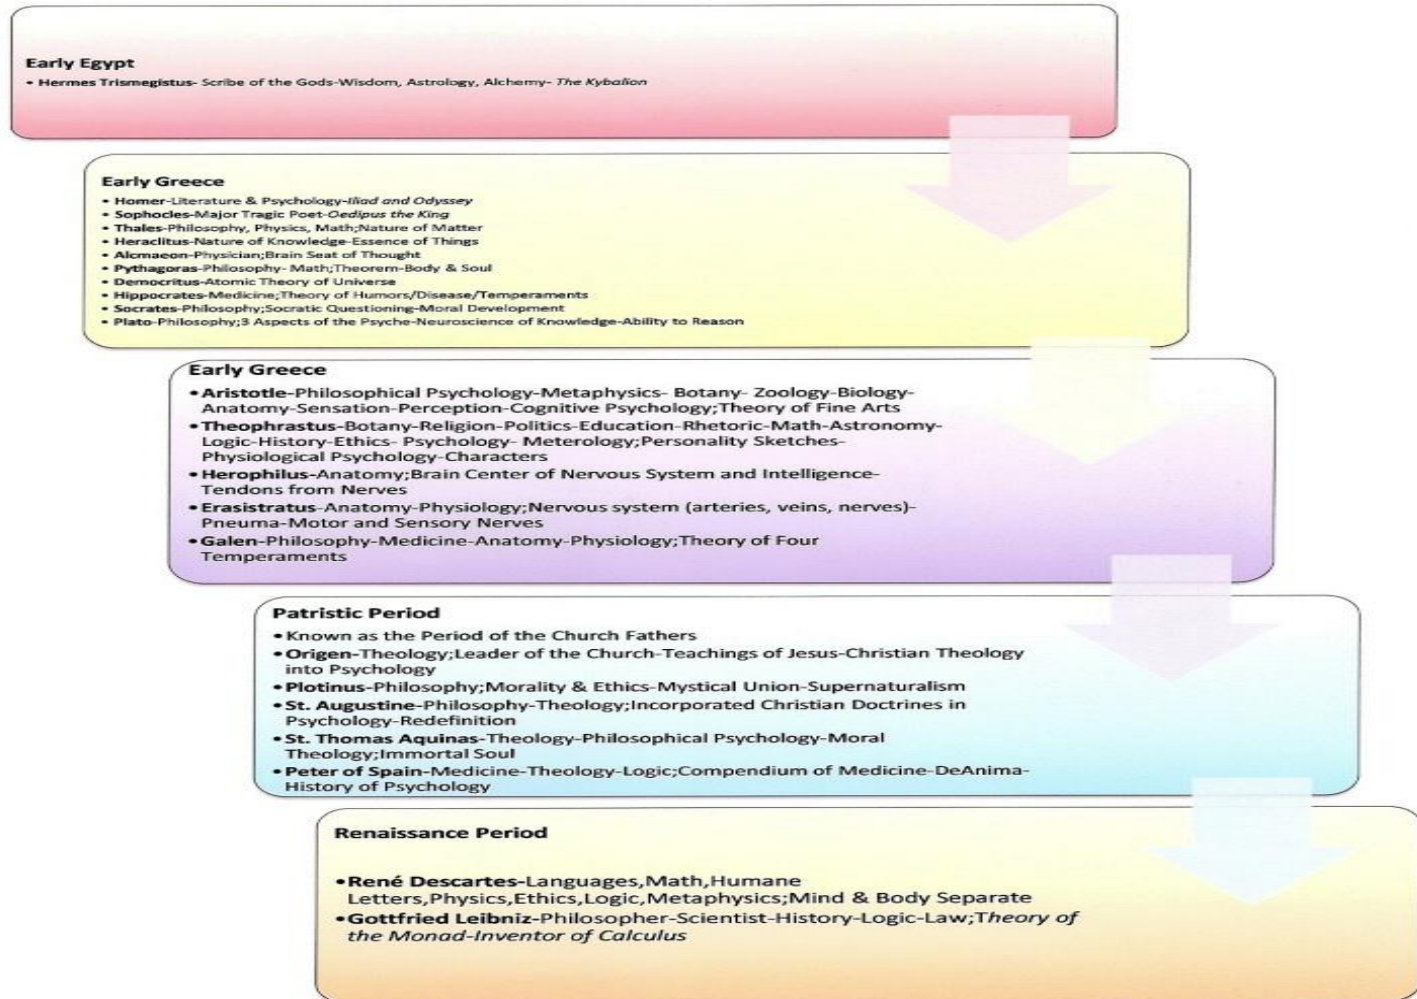 Early Egypt
• Hermes Trismegistus- Scribe of the Gods-Wisdom, Astrology, Alchemy- The Kybalion
Early Greece
• Homer-Literature & Psychology-Iliad and Odyssey
• Sophocles-Major Tragic Poet-Oedipus the King
• Thales-Philosophy, Physics, Math;Nature of Matter
• Heraclitus-Nature of Knowledge-Essence of Things
• Alcmaeon-Physician;Brain Seat of Thought
• Pythagoras-Philosophy- Math;Theorem-Body & Soul
• Democritus-Atomic Theory of Universe
• Hippocrates-Medicine;Theory of Humors/Disease/Temperaments
• Socrates-Philosophy;Socratic Questioning-Moral Development
• Plato-Philosophy;3 Aspects of the Psyche-Neuroscience of Knowledge-Ability to Reason
Early Greece
• Aristotle-Philosophical Psychology-Metaphysics- Botany- Zoology-Biology-
Anatomy-Sensation-Perception-Cognitive Psychology;Theory of Fine Arts
• Theophrastus-Botany-Religion-Politics-Education-Rhetoric-Math-Astronomy-
Logic-History-Ethics- Psychology- Meterology;Personality Sketches-
Physiological Psychology-Characters
• Herophilus-Anatomy;Brain Center of Nervous System and Intelligence-
Tendons from Nerves
• Erasistratus-Anatomy-Physiology;Nervous system (arteries, veins, nerves)-
Pneuma-Motor and Sensory Nerves
• Galen-Philosophy-Medicine-Anatomy-Physiology;Theory of Four
Temperaments
Patristic Period
• Known as the Period of the Church Fathers
• Origen-Theology;Leader of the Church-Teachings of Jesus-Christian Theology
into Psychology
• Plotinus-Philosophy;Morality & Ethics-Mystical Union-Supernaturalism
• St. Augustine-Philosophy-Theology;Incorporated Christian Doctrines in
Psychology-Redefinition
• St. Thomas Aquinas-Theology-Philosophical Psychology-Moral
Theology;Immortal Soul
• Peter of Spain-Medicine-Theology-Logic;Compendium of Medicine-DeAnima-
History of Psychology
Renaissance Period
• René Descartes-Languages,Math,Humane
Letters,Physics,Ethics,Logic,Metaphysics;Mind & Body Separate
• Gottfried Leibniz-Philosopher-Scientist-History-Logic-Law;Theory of
the Monad-Inventor of Calculus